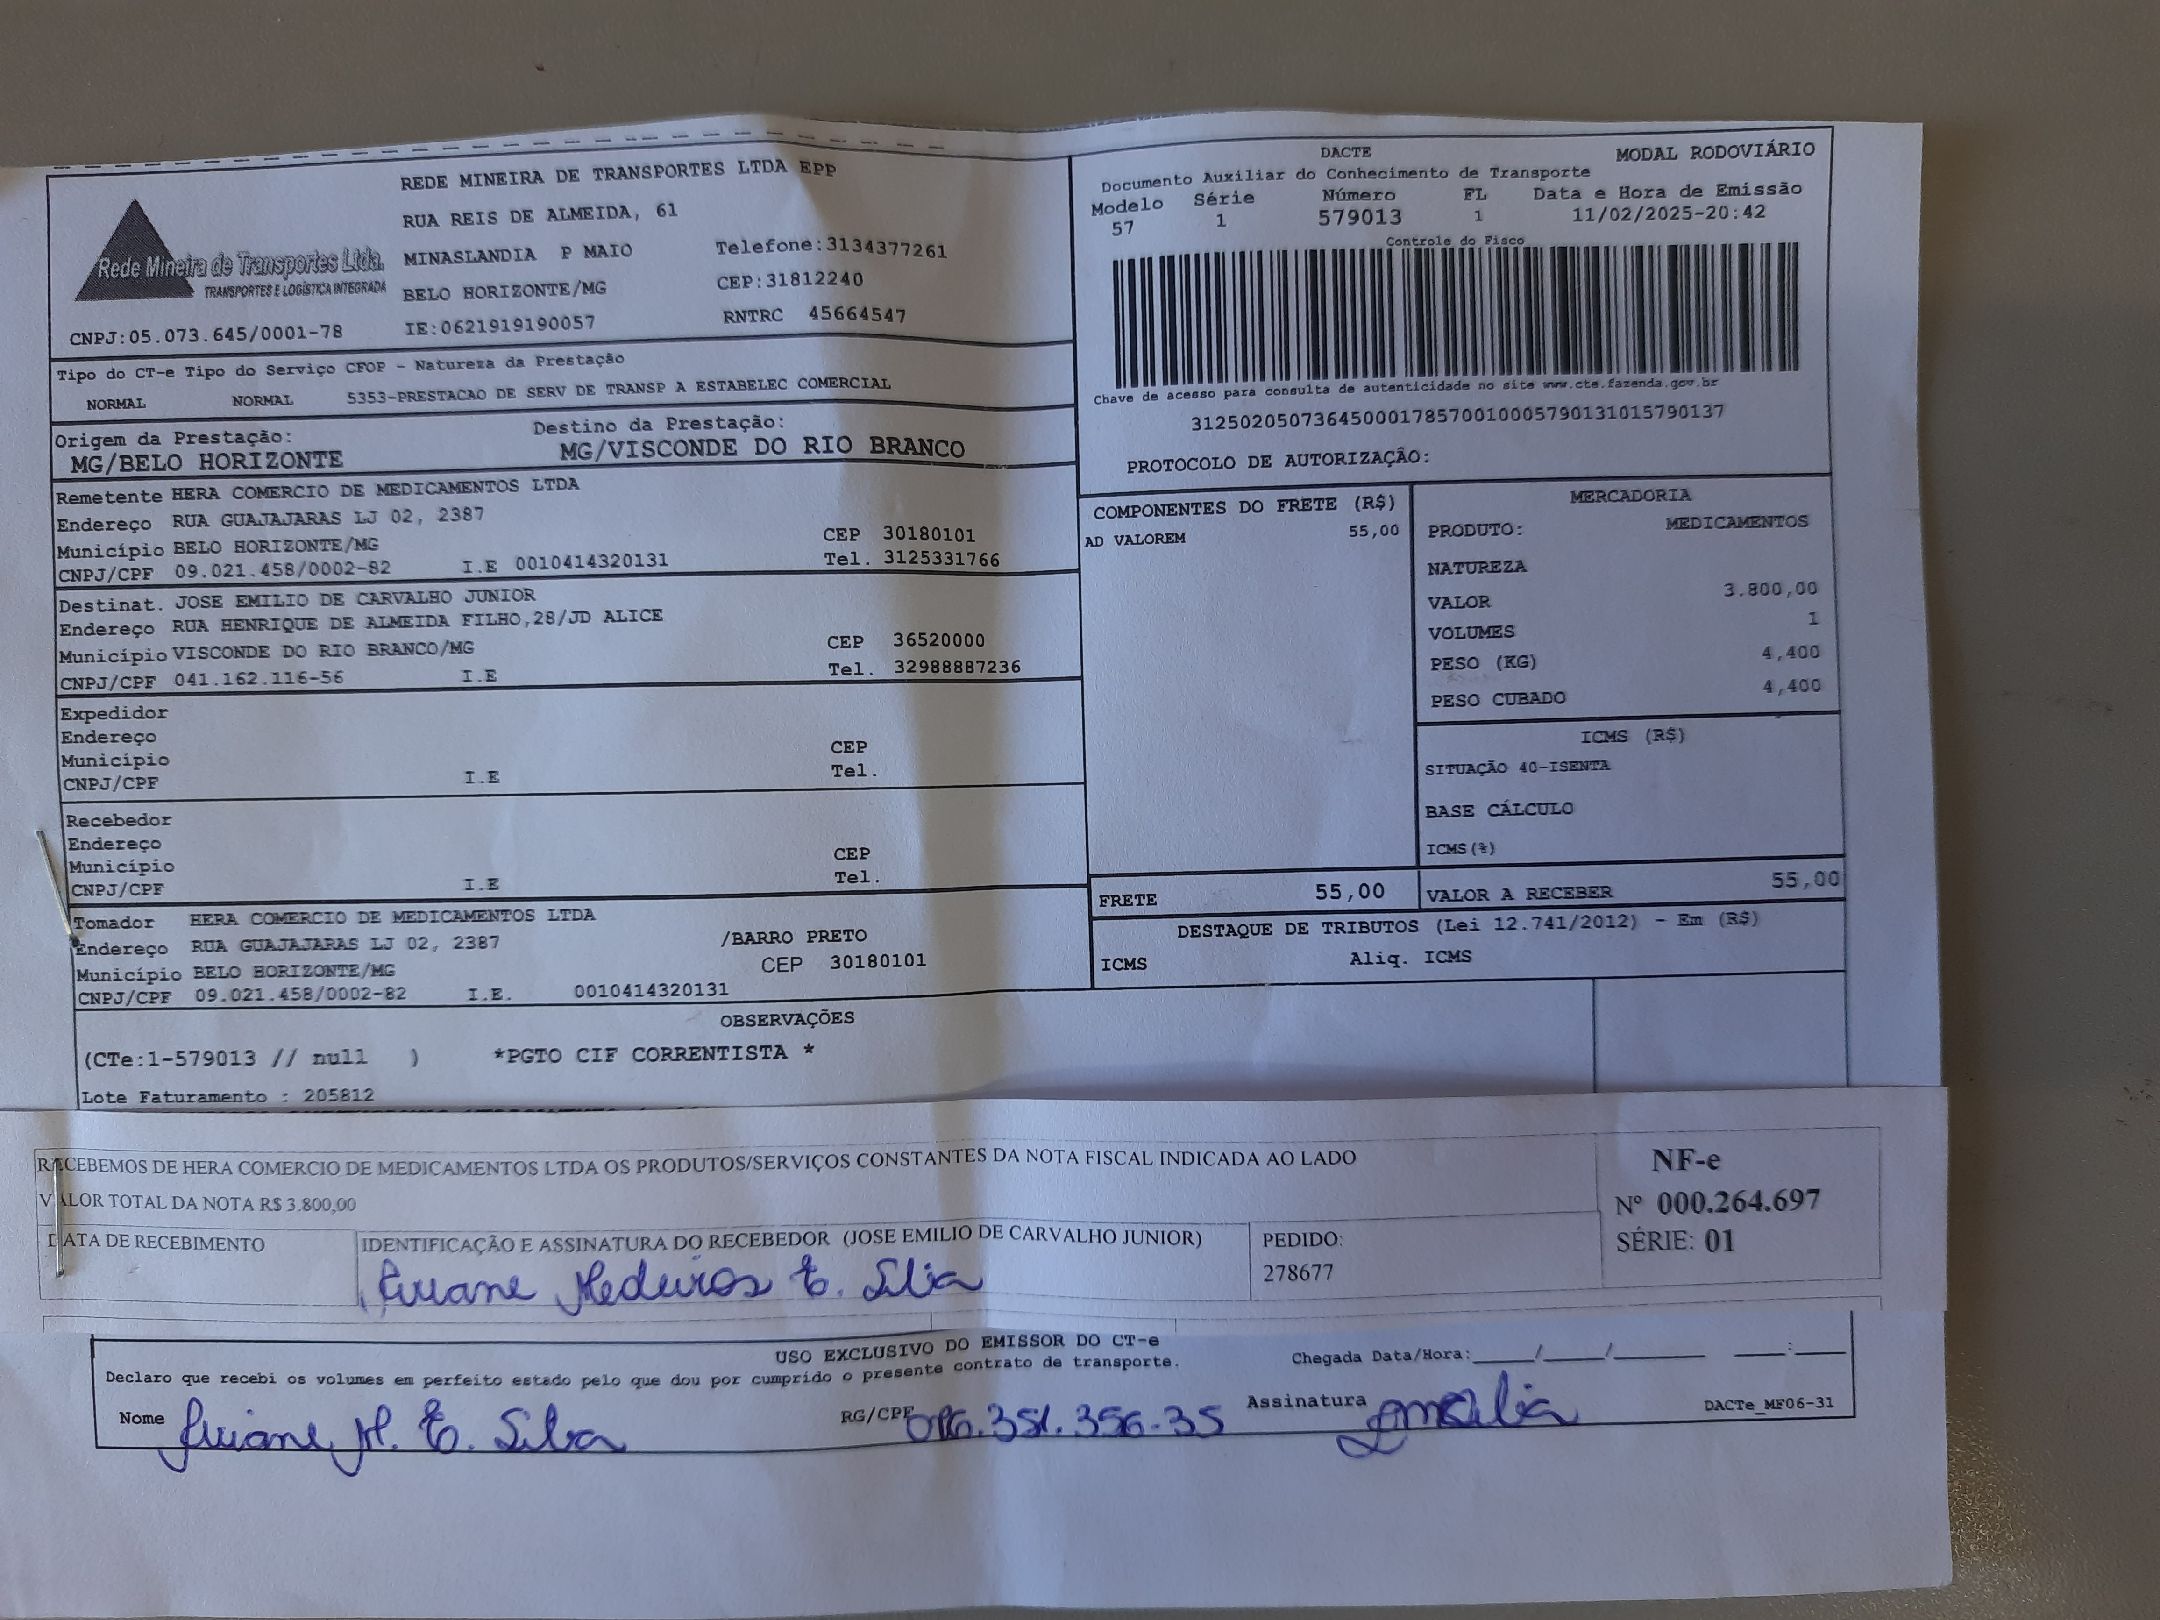 REDE MINEIRA DE TRANSPORTES LTDA EPP
RUA REIS DE ALMEIDA, 61
MINASLANDIA P MAIO Telefone:3134377261
BELO HORIZONTE/MG CEP:31812240
CNPJ:05.073.645/0001-78 IE:0621919190057 RNTRC 45664547
Rede Mineira de Transportes Ltda.
TRANSPORTES E LOGÍSTICA INTEGRADA
DACTE MODAL RODOVIÁRIO
Documento Auxiliar do Conhecimento de Transporte
Modelo Série Número FL Data e Hora de Emissão
57 1 579013 1 11/02/2025-20:42
Controle do Fisco
Chave de acesso para consulta de autenticidade no site www.cte.fazenda.gov.br
31250205073645000178570010005790131015790137
PROTOCOLO DE AUTORIZAÇÃO:
Tipo do CT-e Tipo do Serviço CFOP - Natureza da Prestação
NORMAL NORMAL 5353-PRESTACAO DE SERV DE TRANSP A ESTABELEC COMERCIAL
Origem da Prestação: Destino da Prestação:
MG/BELO HORIZONTE MG/VISCONDE DO RIO BRANCO
Remetente HERA COMERCIO DE MEDICAMENTOS LTDA
Endereço RUA GUAJAJARAS LJ 02, 2387
Município BELO HORIZONTE/MG CEP 30180101
CNPJ/CPF 09.021.458/0002-82 I.E 0010414320131 Tel. 3125331766
Destinat. JOSE EMILIO DE CARVALHO JUNIOR
Endereço RUA HENRIQUE DE ALMEIDA FILHO,28/JD ALICE
Município VISCONDE DO RIO BRANCO/MG CEP 36520000
CNPJ/CPF 041.162.116-56 I.E Tel. 32988887236
Expedidor
Endereço
Município CEP
CNPJ/CPF I.E Tel.
Recebedor
Endereço
Município CEP
CNPJ/CPF I.E Tel.
Tomador HERA COMERCIO DE MEDICAMENTOS LTDA
Endereço RUA GUAJAJARAS LJ 02, 2387 /BARRO PRETO
Município BELO HORIZONTE/MG CEP 30180101
CNPJ/CPF 09.021.458/0002-82 I.E. 0010414320131
COMPONENTES DO FRETE (R$)
AD VALOREM 55,00
MERCADORIA
PRODUTO: MEDICAMENTOS
NATUREZA
VALOR 3.800,00
VOLUMES 1
PESO (KG) 4,400
PESO CUBADO 4,400
ICMS (R$)
SITUAÇÃO 40-ISENTA
BASE CÁLCULO
ICMS(%)
FRETE 55,00 VALOR A RECEBER 55,00
DESTAQUE DE TRIBUTOS (Lei 12.741/2012) - Em (R$)
ICMS Aliq. ICMS
OBSERVAÇÕES
(CTe:1-579013 // null ) *PGTO CIF CORRENTISTA *
Lote Faturamento : 205812
RECEBEMOS DE HERA COMERCIO DE MEDICAMENTOS LTDA OS PRODUTOS/SERVIÇOS CONSTANTES DA NOTA FISCAL INDICADA AO LADO
VALOR TOTAL DA NOTA R$ 3.800,00
DATA DE RECEBIMENTO IDENTIFICAÇÃO E ASSINATURA DO RECEBEDOR (JOSE EMILIO DE CARVALHO JUNIOR)
Medeiros E. Silva
PEDIDO:
278677
NF-e
Nº 000.264.697
SÉRIE: 01
USO EXCLUSIVO DO EMISSOR DO CT-e
Declaro que recebi os volumes em perfeito estado pelo que dou por cumprido o presente contrato de transporte.
Chegada Data/Hora:____/____/______ ___:___
Nome M. E. Silva RG/CPF .351.356-35 Assinatura DACTe_MF06-31